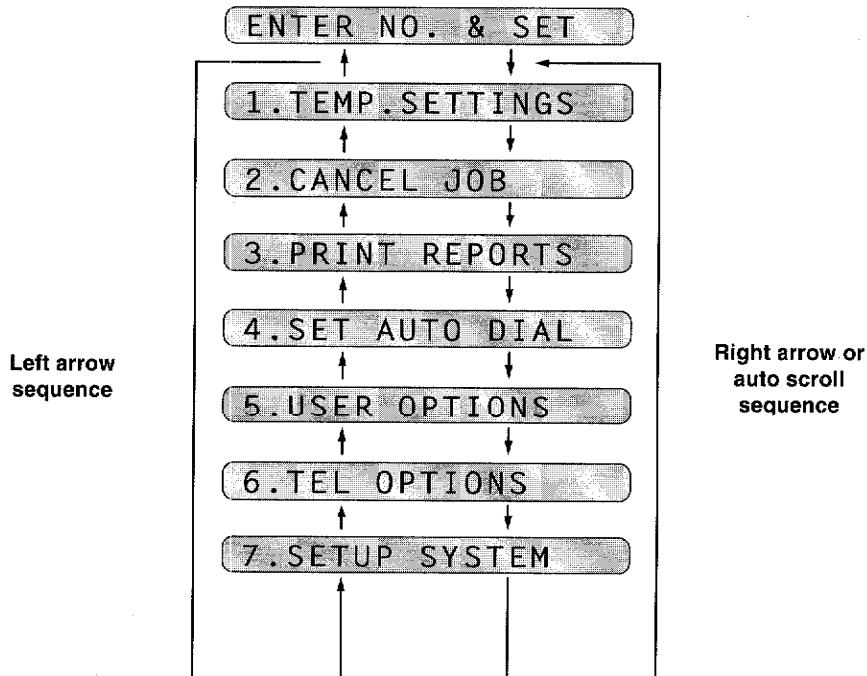 ENTER NO. & SET
1.TEMP.SETTINGS
2.CANCEL JOB
3.PRINT REPORTS
4.SET AUTO DIAL
Left arrow
sequence
Right arrow or
auto scroll
sequence
5.USER OPTIONS
6.TEL OPTIONS
7.SETUP SYSTEM